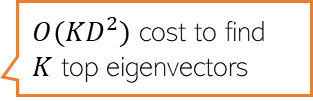 O(KD²) cost to find
K top eigenvectors